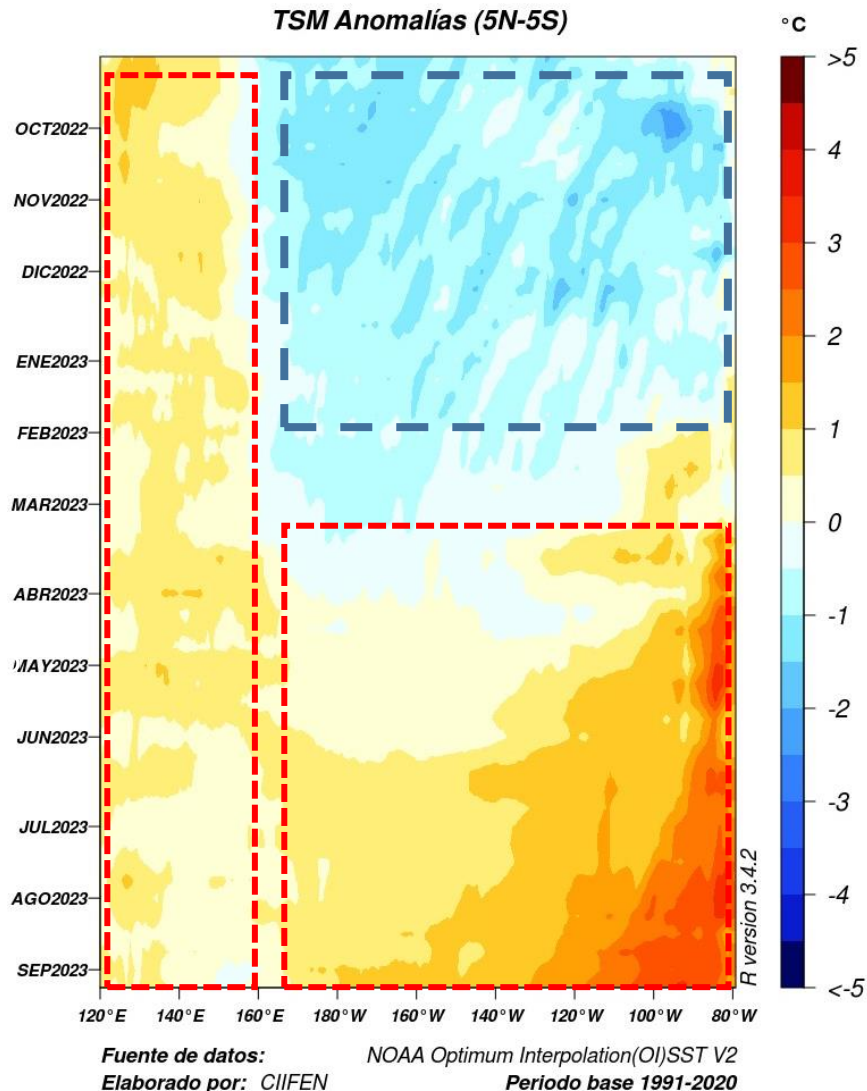 TSM Anomalías (5N-5S)
°C
>5
4
3
2
1
0
-1
-2
-3
-4
<-5
OCT2022
NOV2022
DIC2022
ENE2023
FEB2023
MAR2023
ABR2023
MAY2023
JUN2023
JUL2023
AGO2023
SEP2023
R version 3.4.2
120° E 140° E 160° E 180° W 160° W 140° W 120° W 100° W 80° W
Fuente de datos: NOAA Optimum Interpolation(OI)SST V2
Elaborado por: CIIFEN Periodo base 1991-2020